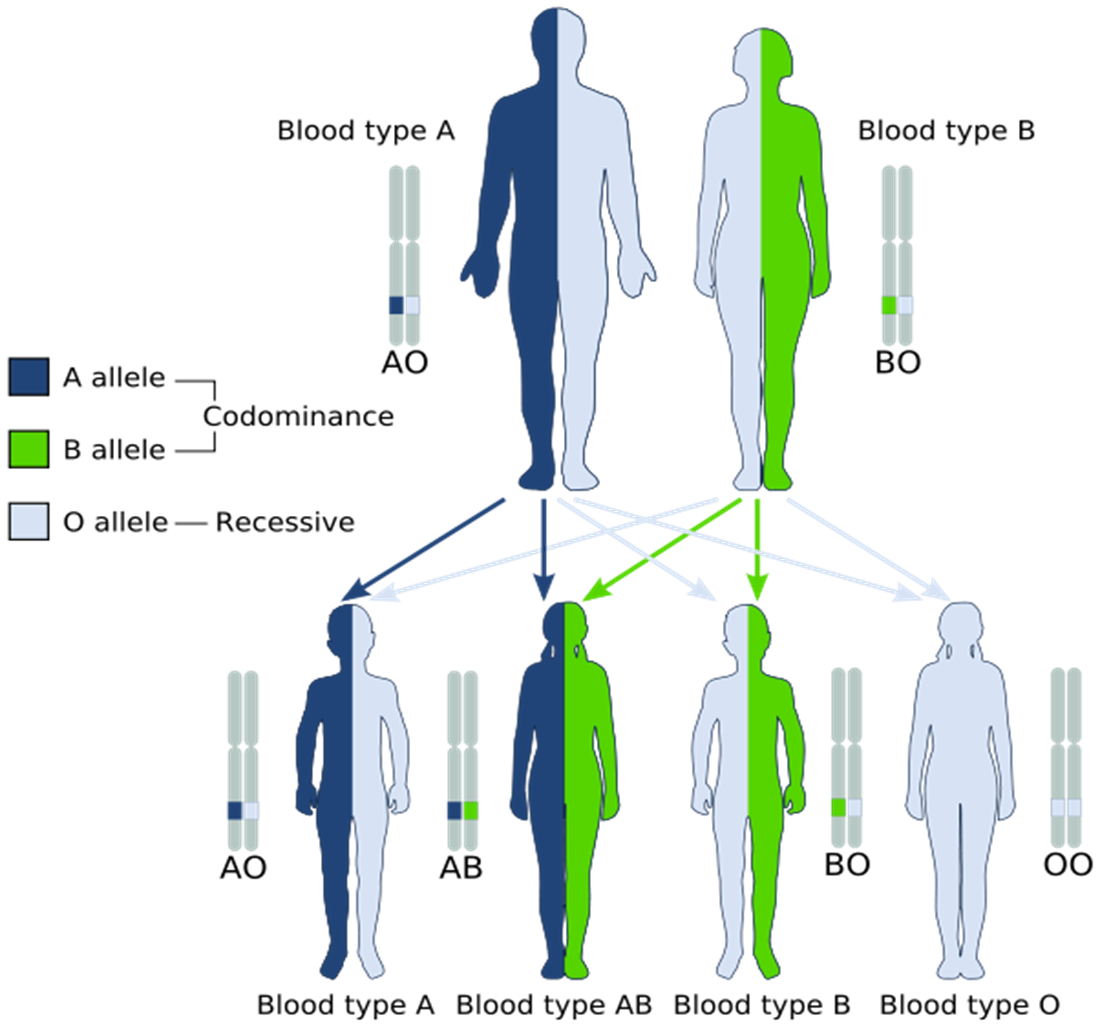 Blood type A
Blood type B
AO
BO
A allele
Codominance
B allele
O allele
Recessive
AO
AB
BO
OO
Blood type A
Blood type AB
Blood type B
Blood type O